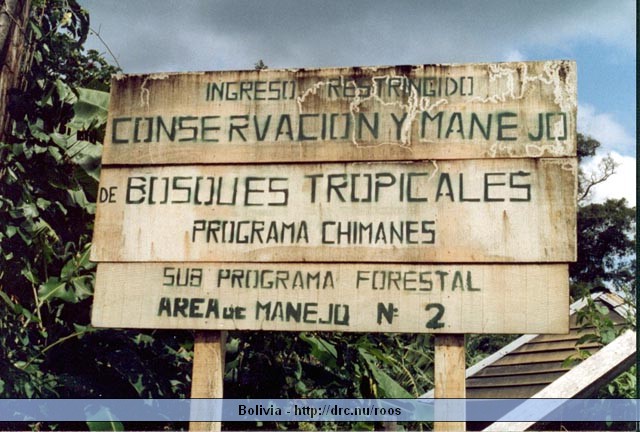 INGRESO RESTRINGIDO
CONSERVACION Y MANEJO
DE BOSQUES TROPICALES
PROGRAMA CHIMANES
SUB PROGRAMA FORESTAL
AREA DE MANEJO Nº 2
Bolivia - http://drc.nu/roos